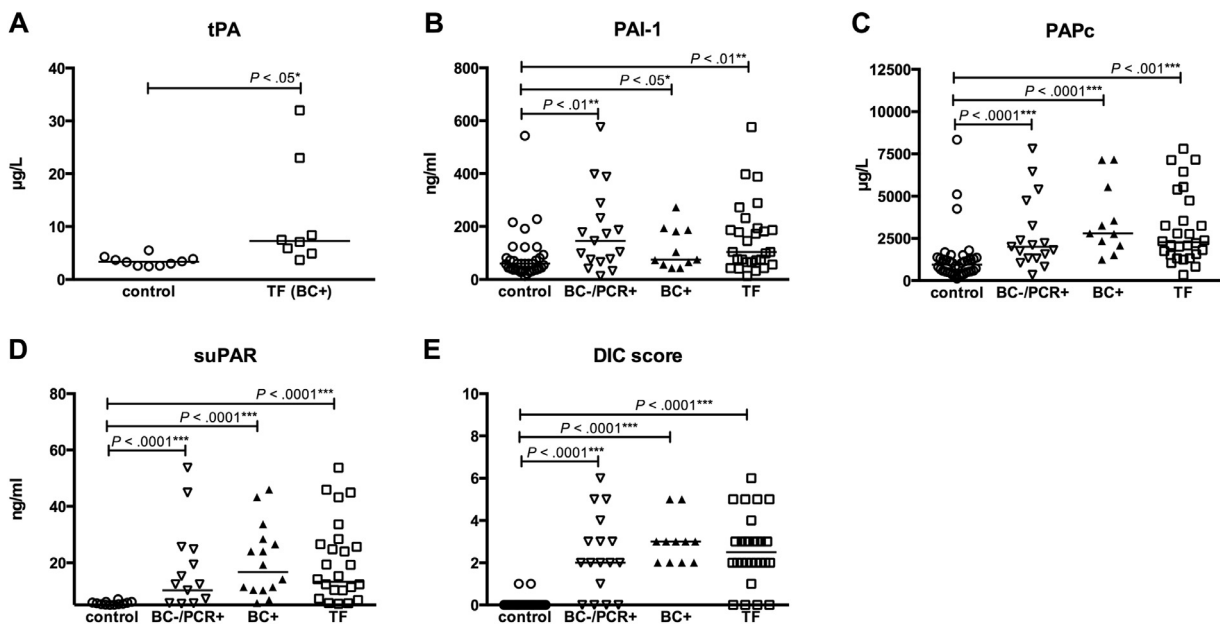 A
tPA
µg/L
40
30
20
10
0
P < .05*
control
TF (BC+)
B
PAI-1
ng/ml
800
600
400
200
0
P < .01**
P < .05*
P < .01**
control
BC-/PCR+
BC+
TF
C
PAPc
µg/L
12500
10000
7500
5000
2500
0
P < .001***
P < .0001***
P < .0001***
control
BC-/PCR+
BC+
TF
D
suPAR
ng/ml
80
60
40
20
P < .0001***
P < .0001***
P < .0001***
control
BC-/PCR+
BC+
TF
E
DIC score
10
8
6
4
2
0
P < .0001***
P < .0001***
P < .0001***
control
BC-/PCR+
BC+
TF